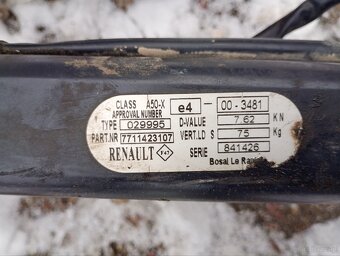 CLASS A50-X e4 00-3481
APPROVAL NUMBER
TYPE 029995 D-VALUE 7.62 KN
PART.NR 7711423107 VERT.LD S 75 Kg
RENAULT SERIE 841426
Bosal Le